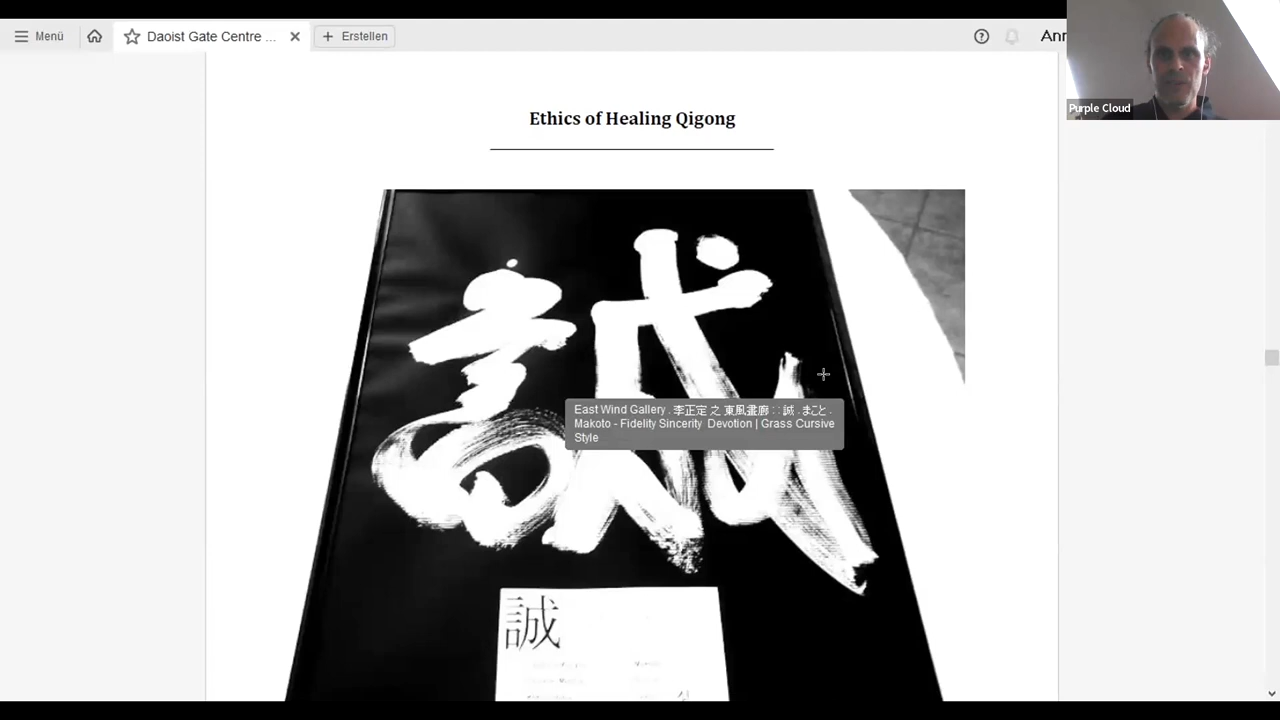 Menü
Daoist Gate Centre ...
Erstellen
Purple Cloud
Ethics of Healing Qigong
誠
East Wind Gallery . 李正定 之 東風畫廊 : : 誠 . まこと .
Makoto - Fidelity Sincerity Devotion | Grass Cursive
Style
誠